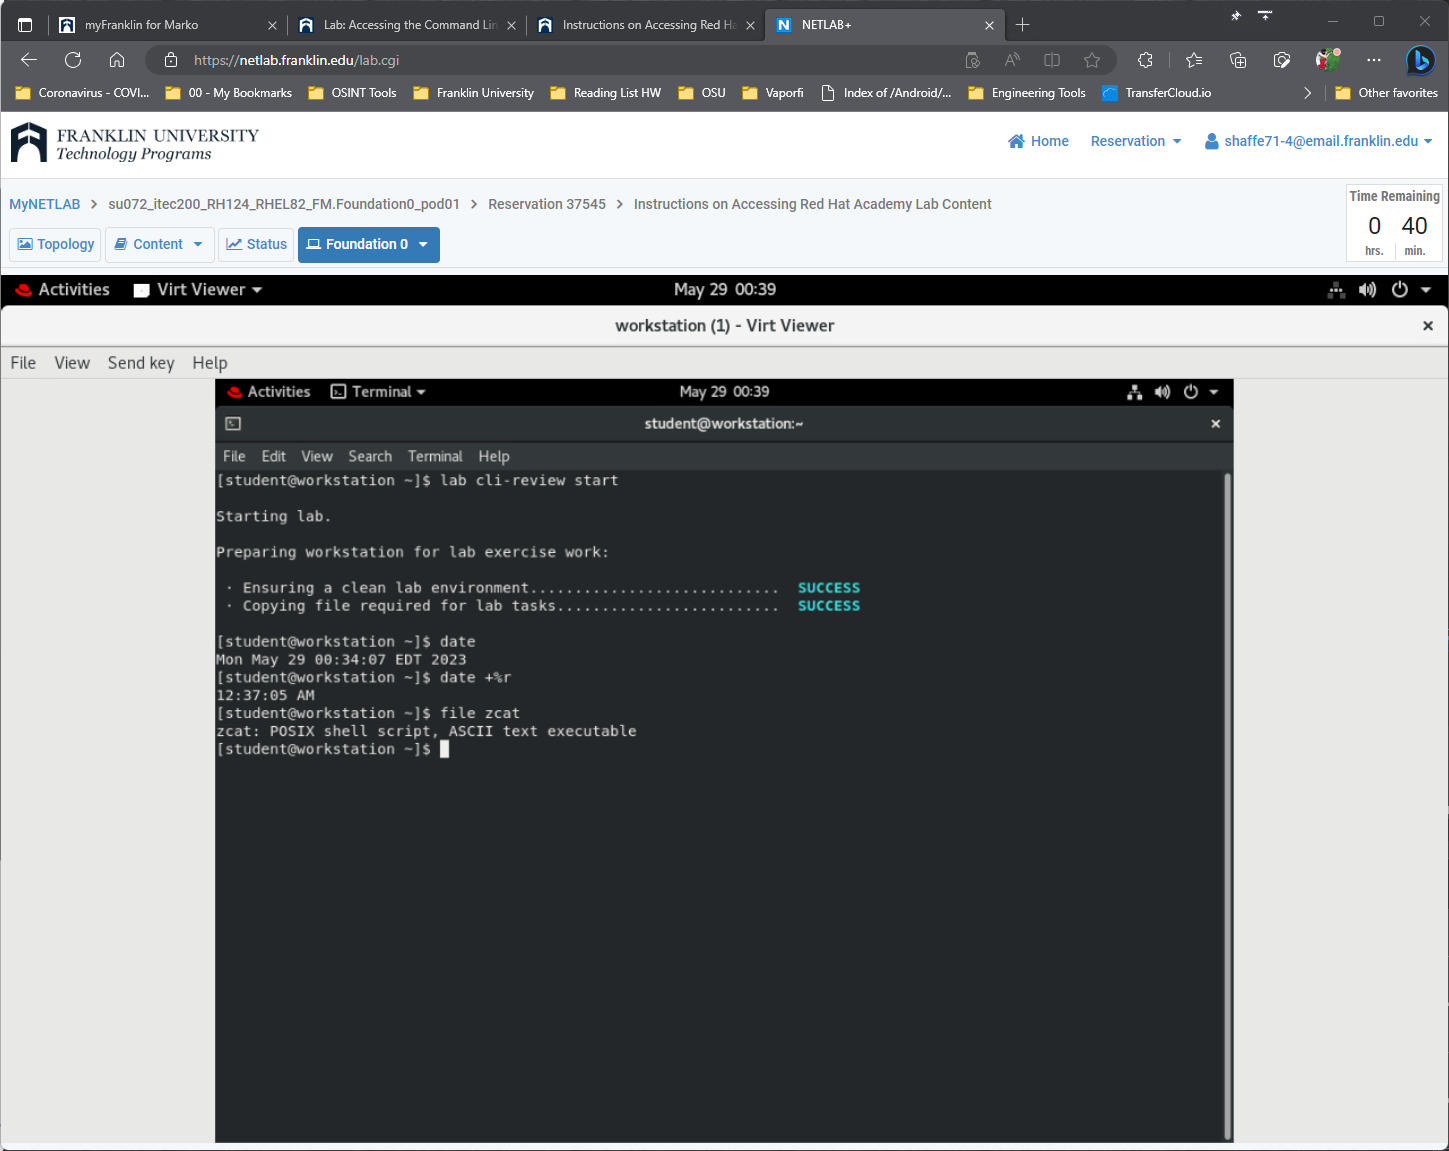 myFranklin for Marko
Lab: Accessing the Command Lin
Instructions on Accessing Red Ha
NETLAB+
https://netlab.franklin.edu/lab.cgi
Coronavirus - COVI...
00 - My Bookmarks
OSINT Tools
Franklin University
Reading List HW
OSU
Vaporfi
Index of /Android/...
Engineering Tools
TransferCloud.io
Other favorites
FRANKLIN UNIVERSITY
Technology Programs
Home
Reservation
shaffe71-4@email.franklin.edu
MyNETLAB > su072_itec200_RH124_RHEL82_FM.Foundation0_pod01 > Reservation 37545 > Instructions on Accessing Red Hat Academy Lab Content
Time Remaining
0 40
hrs. min.
Topology
Content
Status
Foundation 0
Activities
Virt Viewer
May 29 00:39
workstation (1) - Virt Viewer
File View Send key Help
Activities
Terminal
May 29 00:39
student@workstation:~
File Edit View Search Terminal Help
[student@workstation ~]$ lab cli-review start
Starting lab.
Preparing workstation for lab exercise work:
· Ensuring a clean lab environment............................ SUCCESS
· Copying file required for lab tasks......................... SUCCESS
[student@workstation ~]$ date
Mon May 29 00:34:07 EDT 2023
[student@workstation ~]$ date +%r
12:37:05 AM
[student@workstation ~]$ file zcat
zcat: POSIX shell script, ASCII text executable
[student@workstation ~]$